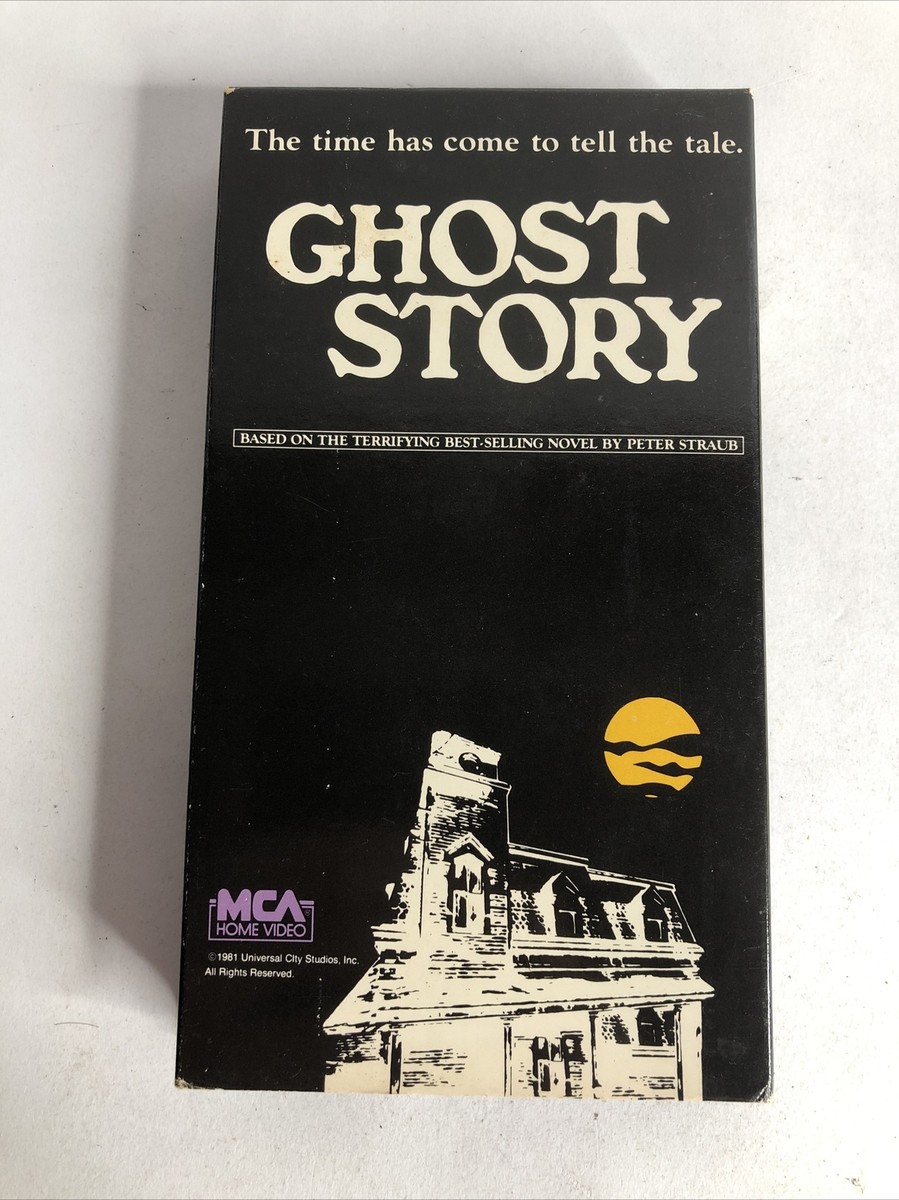 The time has come to tell the tale.
GHOST
STORY
BASED ON THE TERRIFYING BEST-SELLING NOVEL BY PETER STRAUB
MCA
HOME VIDEO
©1981 Universal City Studios, Inc.
All Rights Reserved.